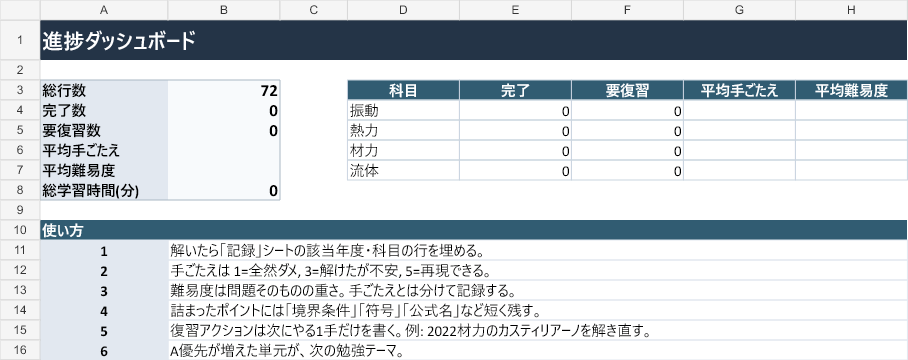 A B C D E F G H
1 進捗ダッシュボード
2
3 総行数 72 科目 完了 要復習 平均手ごたえ 平均難易度
4 完了数 0 振動 0 0
5 要復習数 0 熱力 0 0
6 平均手ごたえ 材力 0 0
7 平均難易度 流体 0 0
8 総学習時間(分) 0
9
10 使い方
11 1 解いたら「記録」シートの該当年度・科目の行を埋める。
12 2 手ごたえは 1=全然ダメ, 3=解けたが不安, 5=再現できる。
13 3 難易度は問題そのものの重さ。手ごたえとは分けて記録する。
14 4 詰まったポイントには「境界条件」「符号」「公式名」など短く残す。
15 5 復習アクションは次にやる1手だけを書く。例: 2022材力のカスティリアーノを解き直す。
16 6 A優先が増えた単元が、次の勉強テーマ。